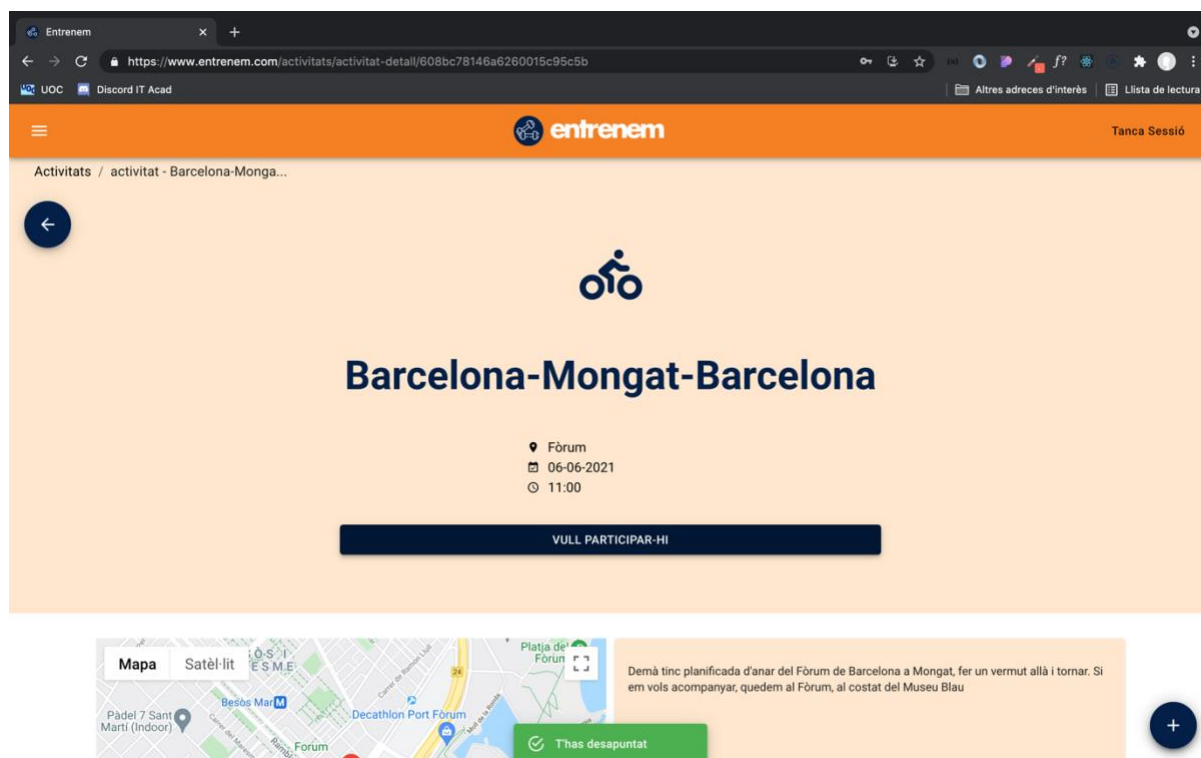 Entrenem
https://www.entrenem.com/activitats/activitat-detall/608bc78146a6260015c95c5b
UOC Discord IT Acad Altres adreces d'interès Llista de lectura
entrenem Tanca Sessió
Activitats / activitat - Barcelona-Monga...
Barcelona-Mongat-Barcelona
Fòrum
06-06-2021
11:00
VULL PARTICIPAR-HI
Mapa Satèl·lit
ÒS I
ESME
Platja del
Fòrum
24
Besòs Mar M
Decathlon Port Fòrum
Pàdel 7 Sant
Martí (Indoor)
Forum
Demà tinc planificada d'anar del Fòrum de Barcelona a Mongat, fer un vermut allà i tornar. Si
em vols acompanyar, quedem al Fòrum, al costat del Museu Blau
T'has desapuntat